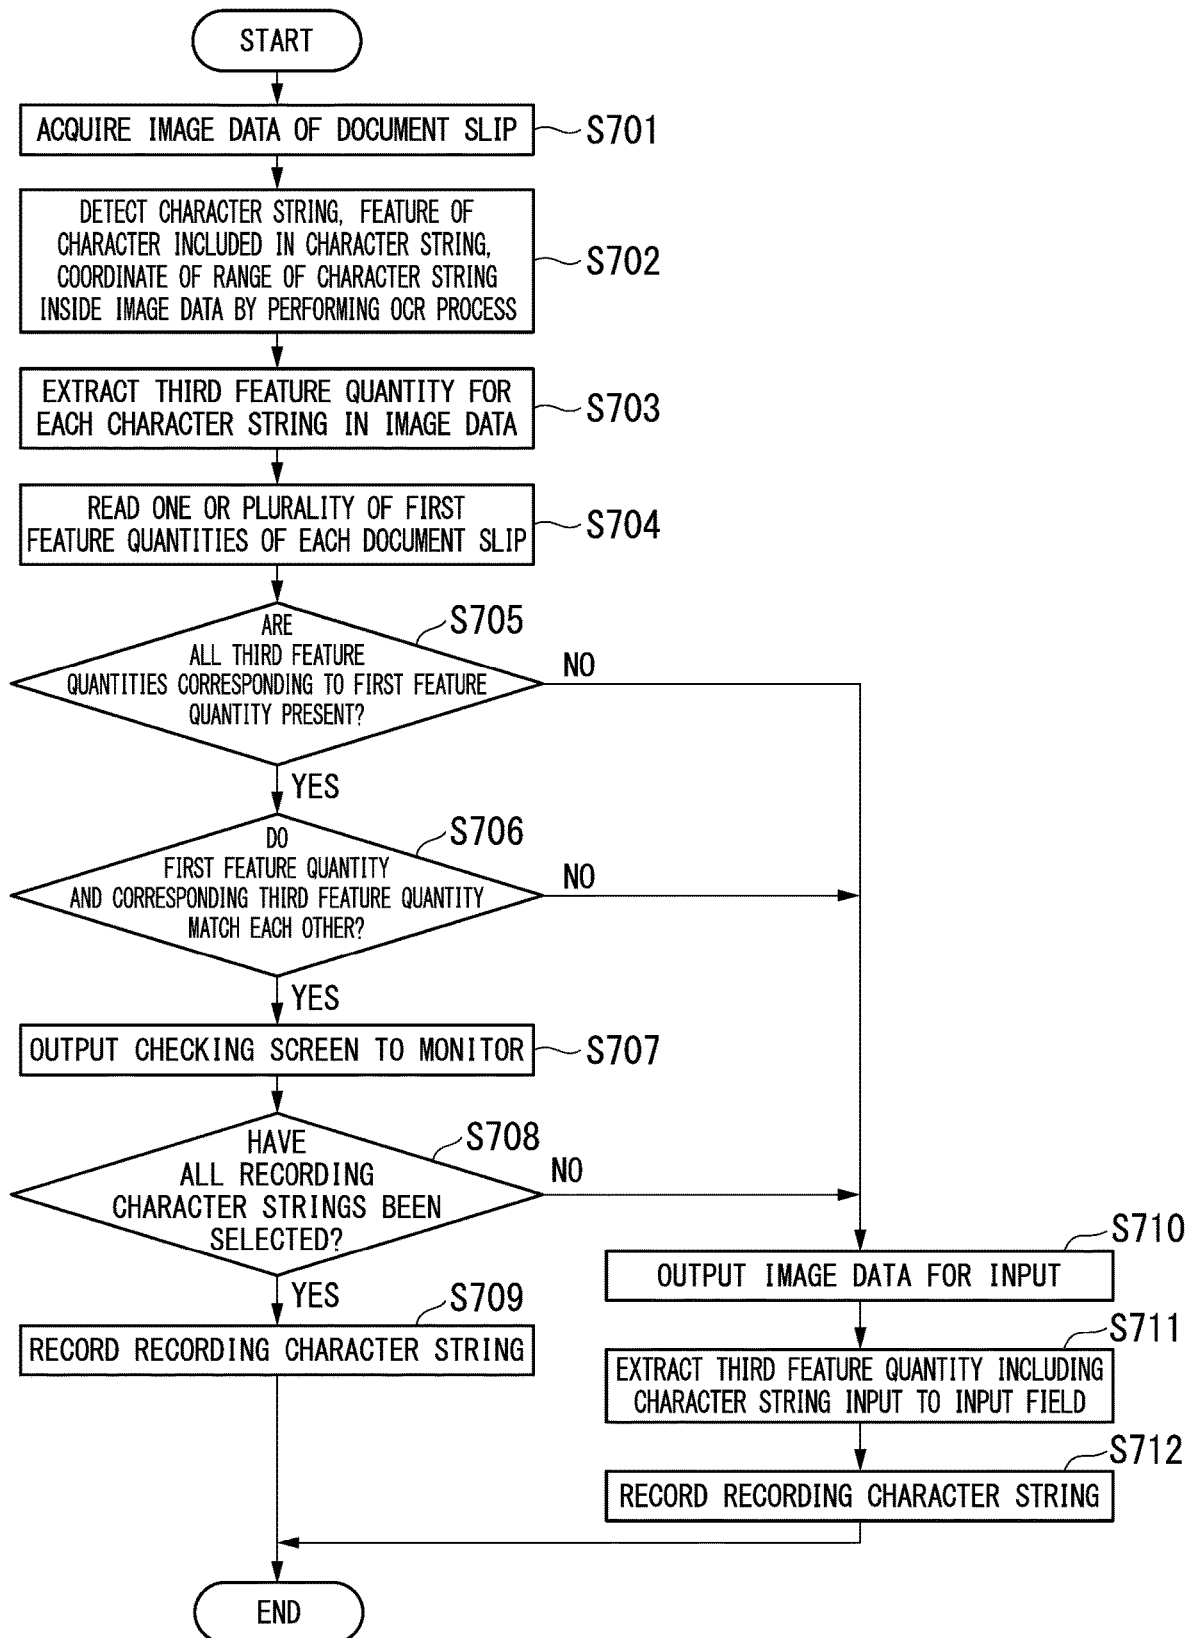 START
ACQUIRE IMAGE DATA OF DOCUMENT SLIP
S701
DETECT CHARACTER STRING, FEATURE OF
CHARACTER INCLUDED IN CHARACTER STRING,
COORDINATE OF RANGE OF CHARACTER STRING
INSIDE IMAGE DATA BY PERFORMING OCR PROCESS
S702
EXTRACT THIRD FEATURE QUANTITY FOR
EACH CHARACTER STRING IN IMAGE DATA
S703
READ ONE OR PLURALITY OF FIRST
FEATURE QUANTITIES OF EACH DOCUMENT SLIP
S704
ARE
ALL THIRD FEATURE
QUANTITIES CORRESPONDING TO FIRST FEATURE
QUANTITY PRESENT?
S705
NO
YES
DO
FIRST FEATURE QUANTITY
AND CORRESPONDING THIRD FEATURE QUANTITY
MATCH EACH OTHER?
S706
NO
YES
OUTPUT CHECKING SCREEN TO MONITOR
S707
HAVE
ALL RECORDING
CHARACTER STRINGS BEEN
SELECTED?
S708
NO
YES
RECORD RECORDING CHARACTER STRING
S709
OUTPUT IMAGE DATA FOR INPUT
S710
EXTRACT THIRD FEATURE QUANTITY INCLUDING
CHARACTER STRING INPUT TO INPUT FIELD
S711
RECORD RECORDING CHARACTER STRING
S712
END